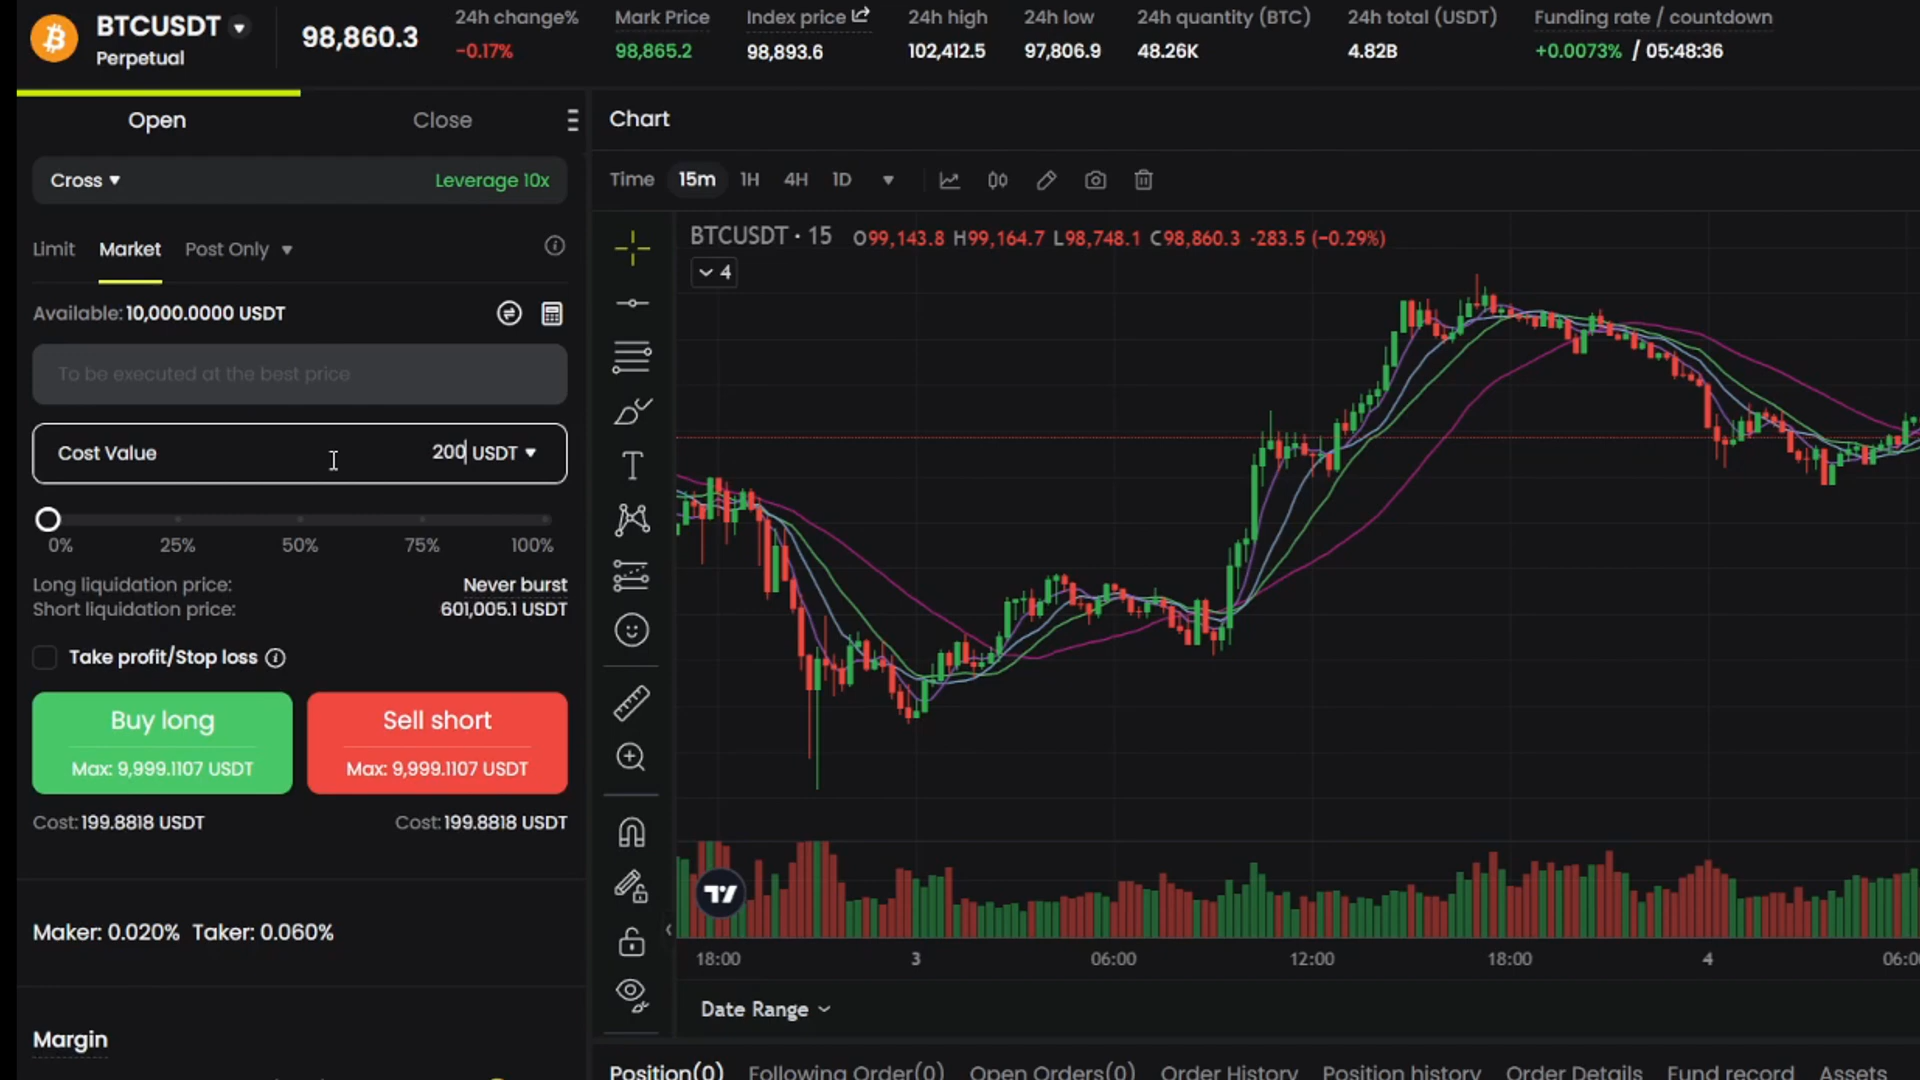 BTCUSDT
Perpetual
98,860.3
24h change%
-0.17%
Mark Price
98,865.2
Index price
98,893.6
24h high
102,412.5
24h low
97,806.9
24h quantity (BTC)
48.26K
24h total (USDT)
4.82B
Funding rate / countdown
+0.0073% / 05:48:36
Open
Close
Cross
Leverage 10x
Limit
Market
Post Only
Available: 10,000.0000 USDT
To be executed at the best price
Cost Value
200 USDT
0%
25%
50%
75%
100%
Long liquidation price:
Never burst
Short liquidation price:
601,005.1 USDT
Take profit/Stop loss
Buy long
Max: 9,999.1107 USDT
Sell short
Max: 9,999.1107 USDT
Cost: 199.8818 USDT
Cost: 199.8818 USDT
Maker: 0.020% Taker: 0.060%
Margin
Chart
Time
15m
1H
4H
1D
BTCUSDT · 15 O99,143.8 H99,164.7 L98,748.1 C98,860.3 -283.5 (−0.29%)
4
18:00
3
06:00
12:00
18:00
4
Date Range
Position(0)
Following Order(0)
Open Orders(0)
Order History
Position history
Order Details
Fund record
Assets